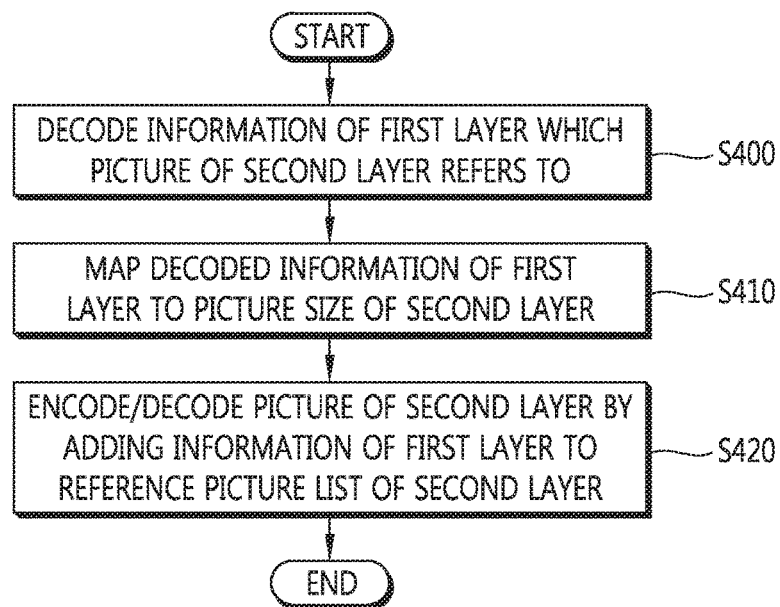 START
DECODE INFORMATION OF FIRST LAYER WHICH
PICTURE OF SECOND LAYER REFERS TO
S400
MAP DECODED INFORMATION OF FIRST
LAYER TO PICTURE SIZE OF SECOND LAYER
S410
ENCODE/DECODE PICTURE OF SECOND LAYER BY
ADDING INFORMATION OF FIRST LAYER TO
REFERENCE PICTURE LIST OF SECOND LAYER
S420
END